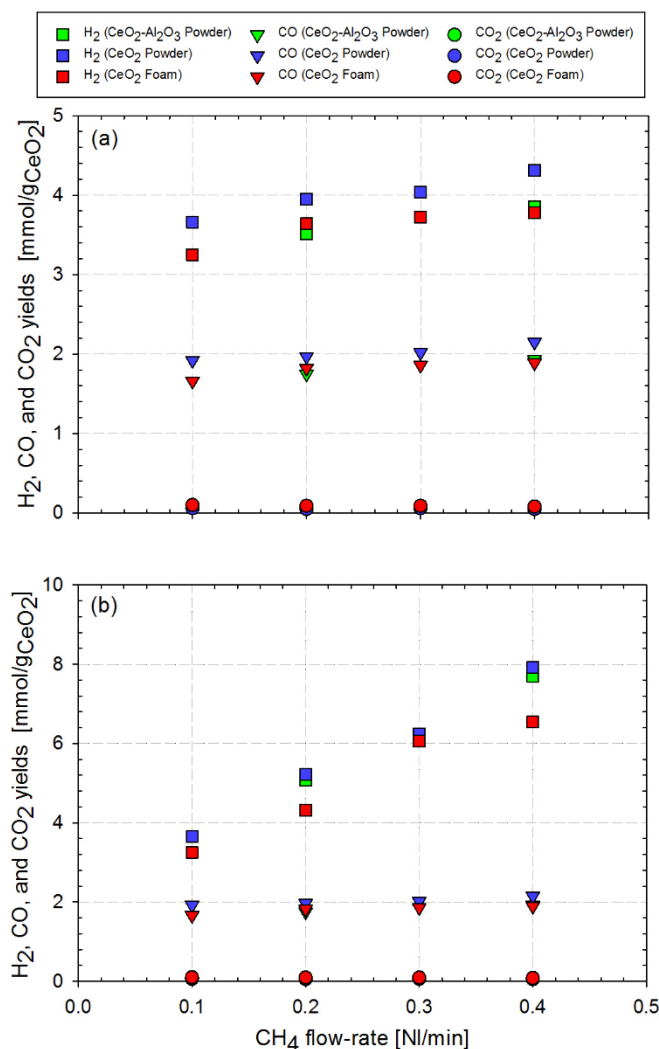 H2 (CeO2-Al2O3 Powder) CO (CeO2-Al2O3 Powder) CO2 (CeO2-Al2O3 Powder)
H2 (CeO2 Powder) CO (CeO2 Powder) CO2 (CeO2 Powder)
H2 (CeO2 Foam) CO (CeO2 Foam) CO2 (CeO2 Foam)
(a)
H2, CO, and CO2 yields [mmol/gCeO2]
5
4
3
2
1
0
(b)
H2, CO, and CO2 yields [mmol/gCeO2]
10
8
6
4
2
0
0.0 0.1 0.2 0.3 0.4 0.5
CH4 flow-rate [Nl/min]